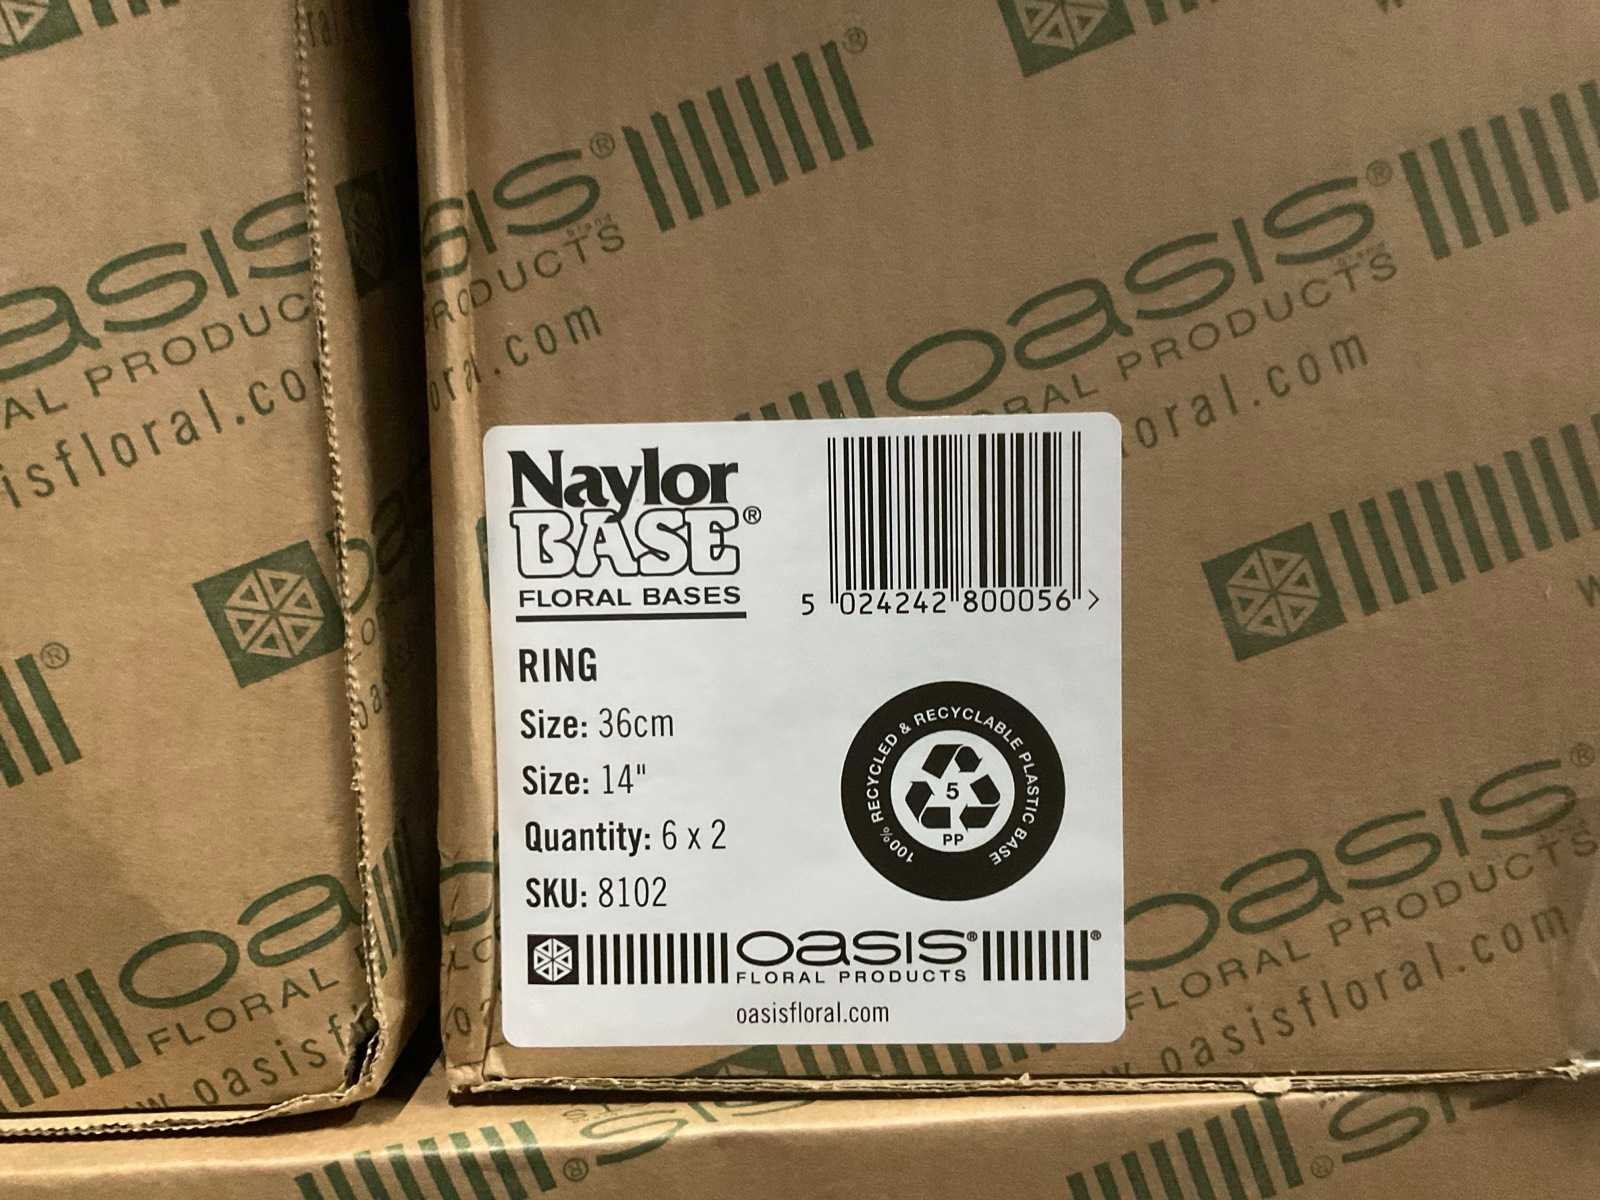 OASIS®
FLORAL PRODUCTS
oasisfloral.com
Naylor
BASE®
FLORAL BASES
5 024242 800056 >
RING
Size: 36cm
Size: 14"
Quantity: 6 x 2
SKU: 8102
100% RECYCLED & RECYCLABLE PLASTIC BASE
5
PP
OASIS® ®
FLORAL PRODUCTS
oasisfloral.com
OASIS®
FLORAL PRODUCTS
www.oasisfloral.com